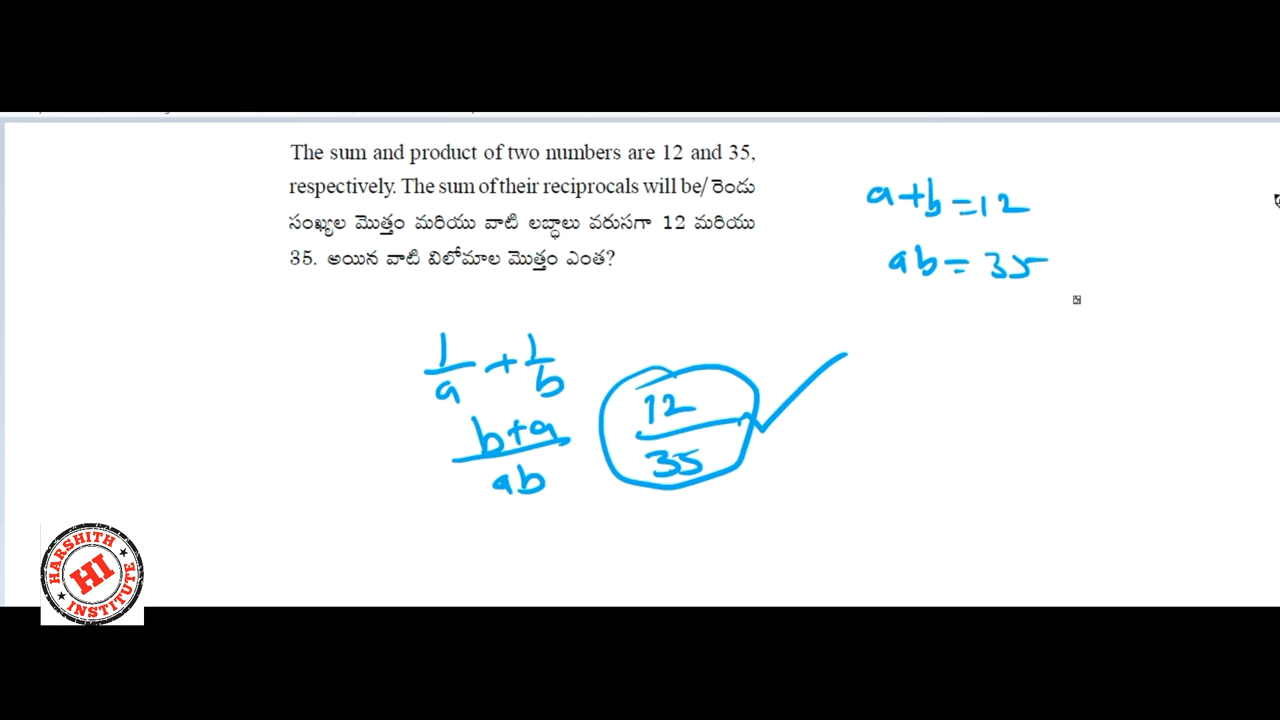 The sum and product of two numbers are 12 and 35,
respectively. The sum of their reciprocals will be/ రెండు
సంఖ్యల మొత్తం మరియు వాటి లబ్ధాలు వరుసగా 12 మరియు
35. అయిన వాటి విలోమాల మొత్తం ఎంత?
a+b=12
ab=35
1/a + 1/b
b+a/ab
12/35
HARSHITH
HI
INSTITUTE